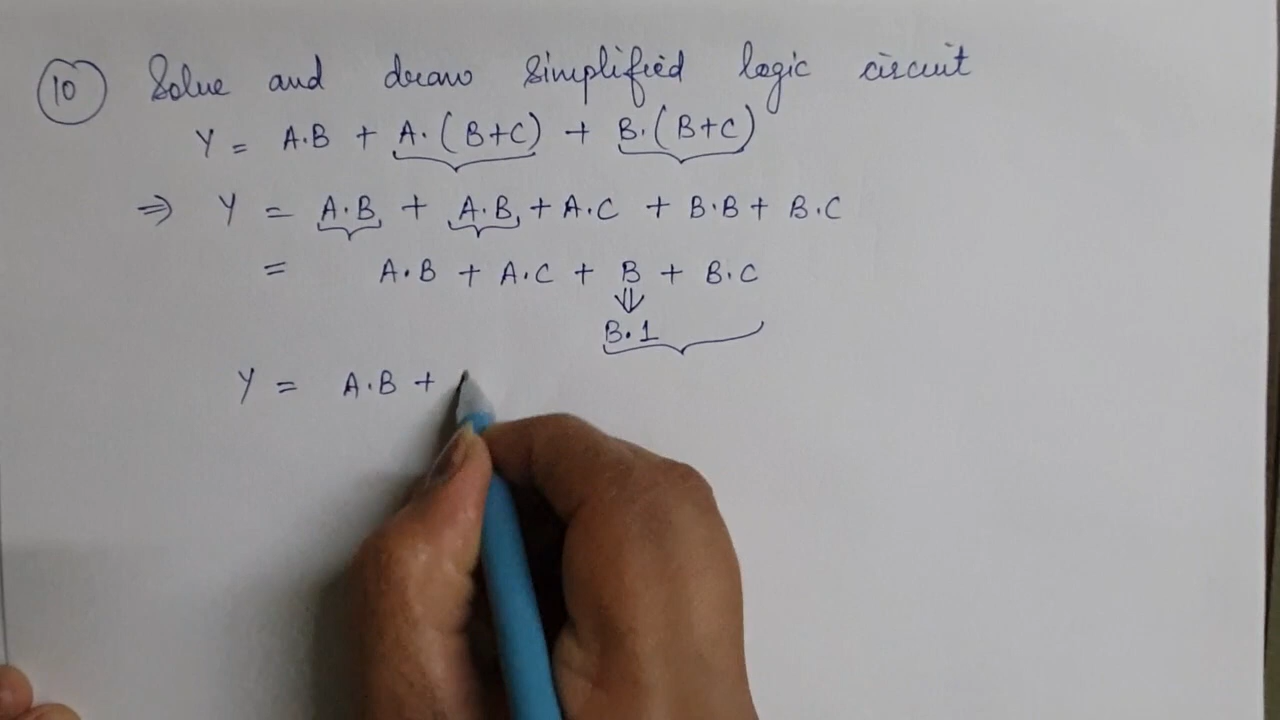 10 Solve and draw simplified logic circuit
Y = A.B + A.(B+C) + B.(B+C)
⇒ Y = A.B + A.B + A.C + B.B + B.C
= A.B + A.C + B + B.C
⇓
B.1
Y = A.B +